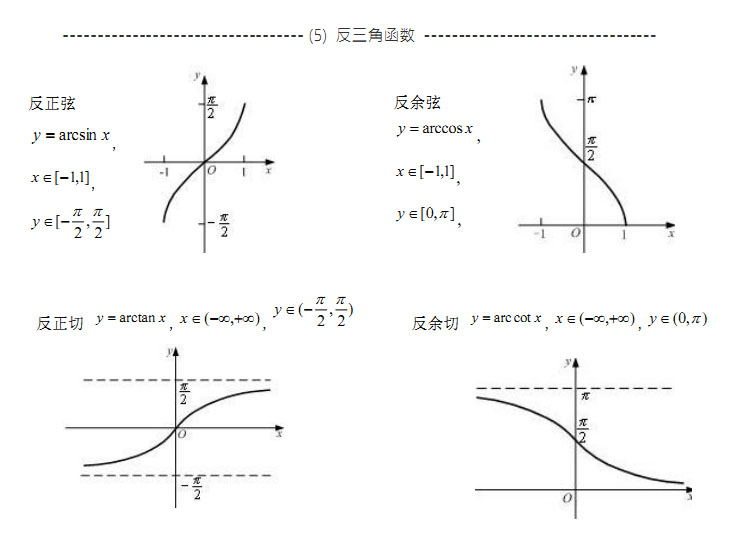 (5) 反三角函数
反正弦
y = arcsin x,
x∈[-1,1],
y∈[-π/2,π/2]
y
π/2
-1 O 1 x
-π/2
反余弦
y = arccos x,
x∈[-1,1],
y∈[0,π],
y
π
π/2
-1 O 1 x
反正切 y = arctan x, x∈(-∞,+∞), y∈(-π/2,π/2)
y
π/2
O x
-π/2
反余切 y = arc cot x, x∈(-∞,+∞), y∈(0,π)
y
π
π/2
O x